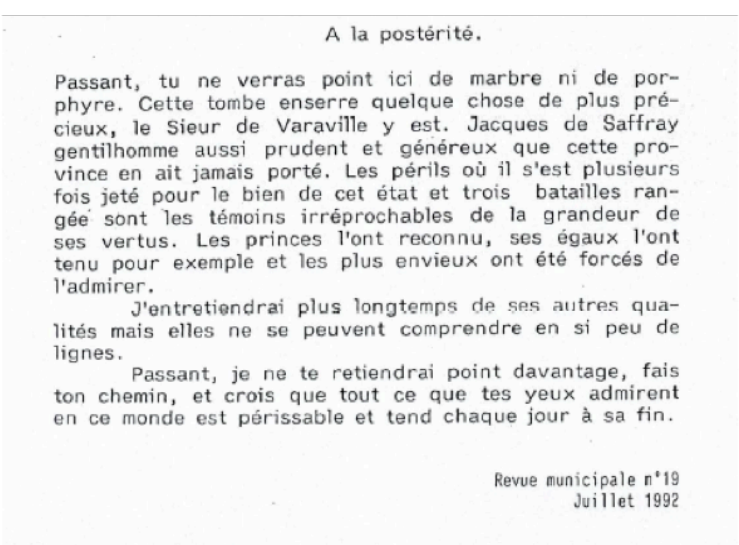 A la postérité.
Passant, tu ne verras point ici de marbre ni de por-
phyre. Cette tombe enserre quelque chose de plus pré-
cieux, le Sieur de Varaville y est. Jacques de Saffray
gentilhomme aussi prudent et généreux que cette pro-
vince en ait jamais porté. Les périls où il s'est plusieurs
fois jeté pour le bien de cet état et trois batailles ran-
gée sont les témoins irréprochables de la grandeur de
ses vertus. Les princes l'ont reconnu, ses égaux l'ont
tenu pour exemple et les plus envieux ont été forcés de
l'admirer.
J'entretiendrai plus longtemps de ses autres qua-
lités mais elles ne se peuvent comprendre en si peu de
lignes.
Passant, je ne te retiendrai point davantage, fais
ton chemin, et crois que tout ce que tes yeux admirent
en ce monde est périssable et tend chaque jour à sa fin.
Revue municipale n°19
Juillet 1992